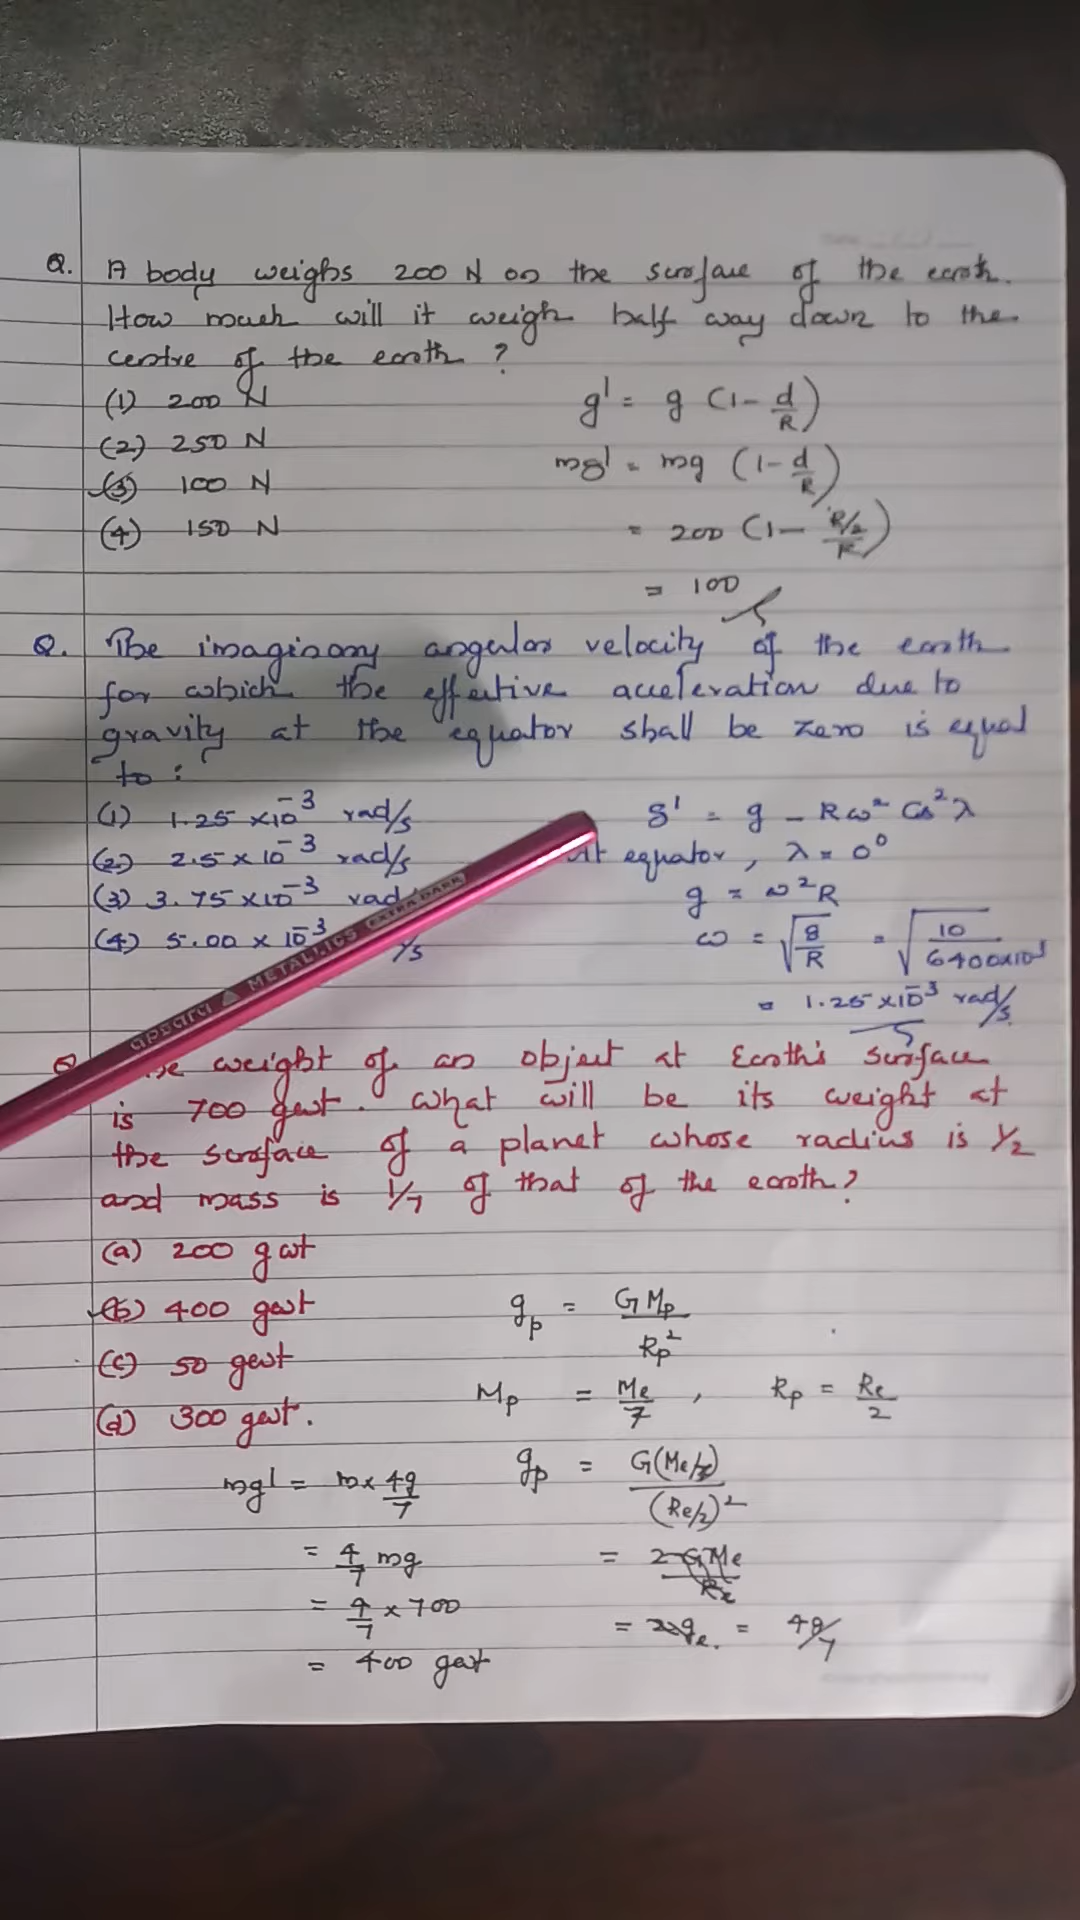 Q. A body weighs 200 N on the surface of the earth.
How much will it weigh half way down to the
centre of the earth ?
(1) 200 N
(2) 250 N
(3) 100 N
(4) 150 N
g' = g (1 - d/R)
mg' = mg (1 - d/R)
= 200 (1 - R/2/R)
= 100
Q. The imaginary angular velocity of the earth
for which the effective acceleration due to
gravity at the equator shall be zero is equal
to :
(1) 1.25 × 10⁻³ rad/s
(2) 2.5 × 10⁻³ rad/s
(3) 3.75 × 10⁻³ rad
(4) 5.00 × 10⁻³ /s
g' = g - Rω² Cos²λ
At equator, λ = 0°
g = ω²R
ω = √g/R = √10/6400×10³
= 1.25 × 10⁻³ rad/s.
apsara METALLICS EXTRA DARK
weight of an object at Earth's surface
is 700 gwt. What will be its weight at
the surface of a planet whose radius is 1/2
and mass is 1/7 of that of the earth?
(a) 200 gwt
(b) 400 gwt
(c) 50 gwt
(d) 300 gwt.
gp = GMp/Rp²
Mp = Me/7 , Rp = Re/2
gp = G(Me/7)/(Re/2)²
= 4g/7
mg' = m × 4g/7
= 4/7 mg
= 4/7 × 700
= 400 gwt